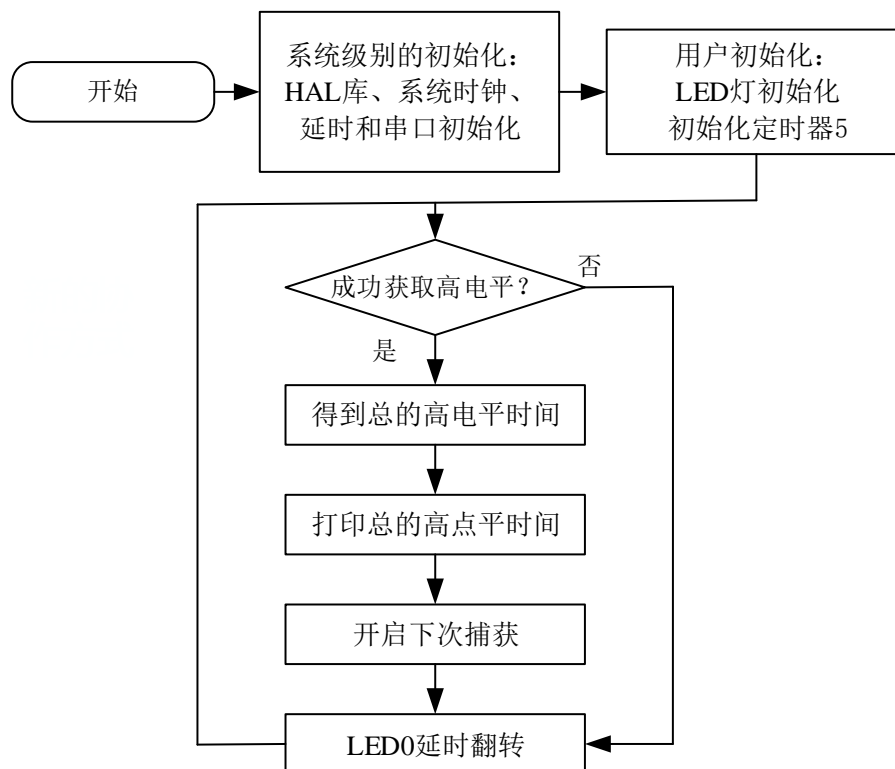 开始
系统级别的初始化：
HAL库、系统时钟、
延时和串口初始化
用户初始化：
LED灯初始化
初始化定时器5
成功获取高电平？
否
是
得到总的高电平时间
打印总的高点平时间
开启下次捕获
LED0延时翻转